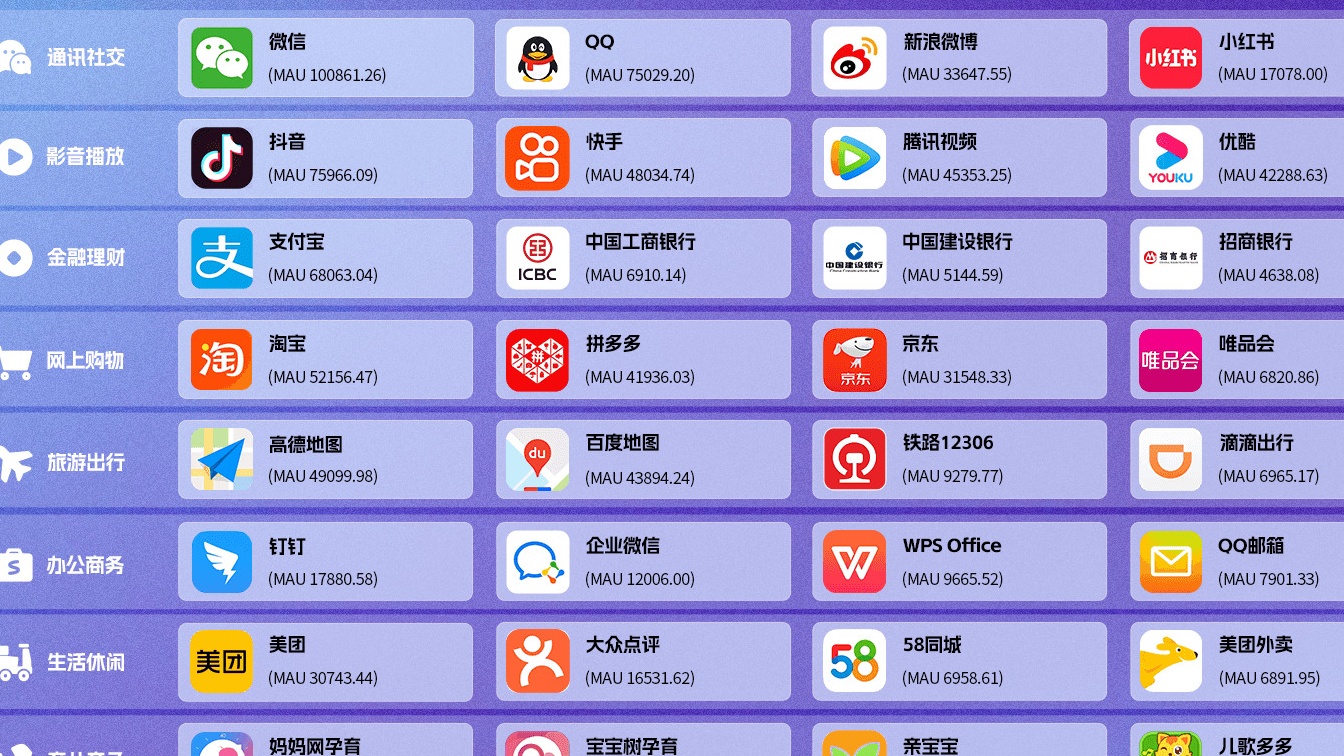 通讯社交
微信
(MAU 100861.26)
QQ
(MAU 75029.20)
新浪微博
(MAU 33647.55)
小红书
小红书
(MAU 17078.00)
影音播放
抖音
(MAU 75966.09)
快手
(MAU 48034.74)
腾讯视频
(MAU 45353.25)
YOUKU
优酷
(MAU 42288.63)
金融理财
支
支付宝
(MAU 68063.04)
ICBC
中国工商银行
(MAU 6910.14)
中国建设银行
中国建设银行
(MAU 5144.59)
招商银行
招商银行
(MAU 4638.08)
网上购物
淘
淘宝
(MAU 52156.47)
拼
拼多多
(MAU 41936.03)
京东
京东
(MAU 31548.33)
唯品会
唯品会
(MAU 6820.86)
旅游出行
高德地图
(MAU 49099.98)
du
百度地图
(MAU 43894.24)
铁路12306
(MAU 9279.77)
滴滴出行
(MAU 6965.17)
S
办公商务
钉钉
(MAU 17880.58)
企业微信
(MAU 12006.00)
W
WPS Office
(MAU 9665.52)
QQ邮箱
(MAU 7901.33)
生活休闲
美团
美团
(MAU 30743.44)
大众点评
(MAU 16531.62)
58
58同城
(MAU 6958.61)
美团外卖
(MAU 6891.95)
妈妈网孕育
宝宝树孕育
亲宝宝
儿歌多多